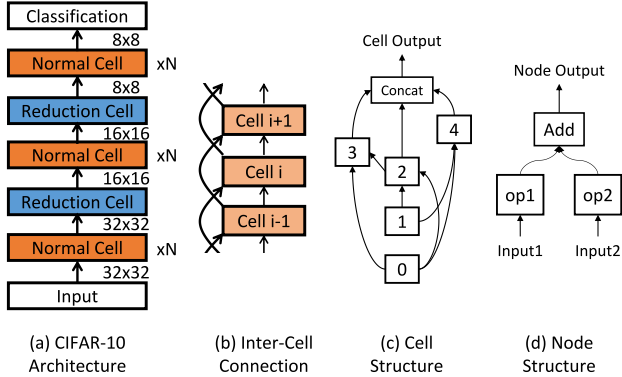 Classification
8x8
Normal Cell
xN
8x8
Reduction Cell
16x16
Normal Cell
xN
16x16
Reduction Cell
32x32
Normal Cell
xN
32x32
Input
(a) CIFAR-10
Architecture
Cell i+1
Cell i
Cell i-1
(b) Inter-Cell
Connection
Cell Output
Concat
4
3
2
1
0
(c) Cell
Structure
Node Output
Add
op1
op2
Input1
Input2
(d) Node
Structure